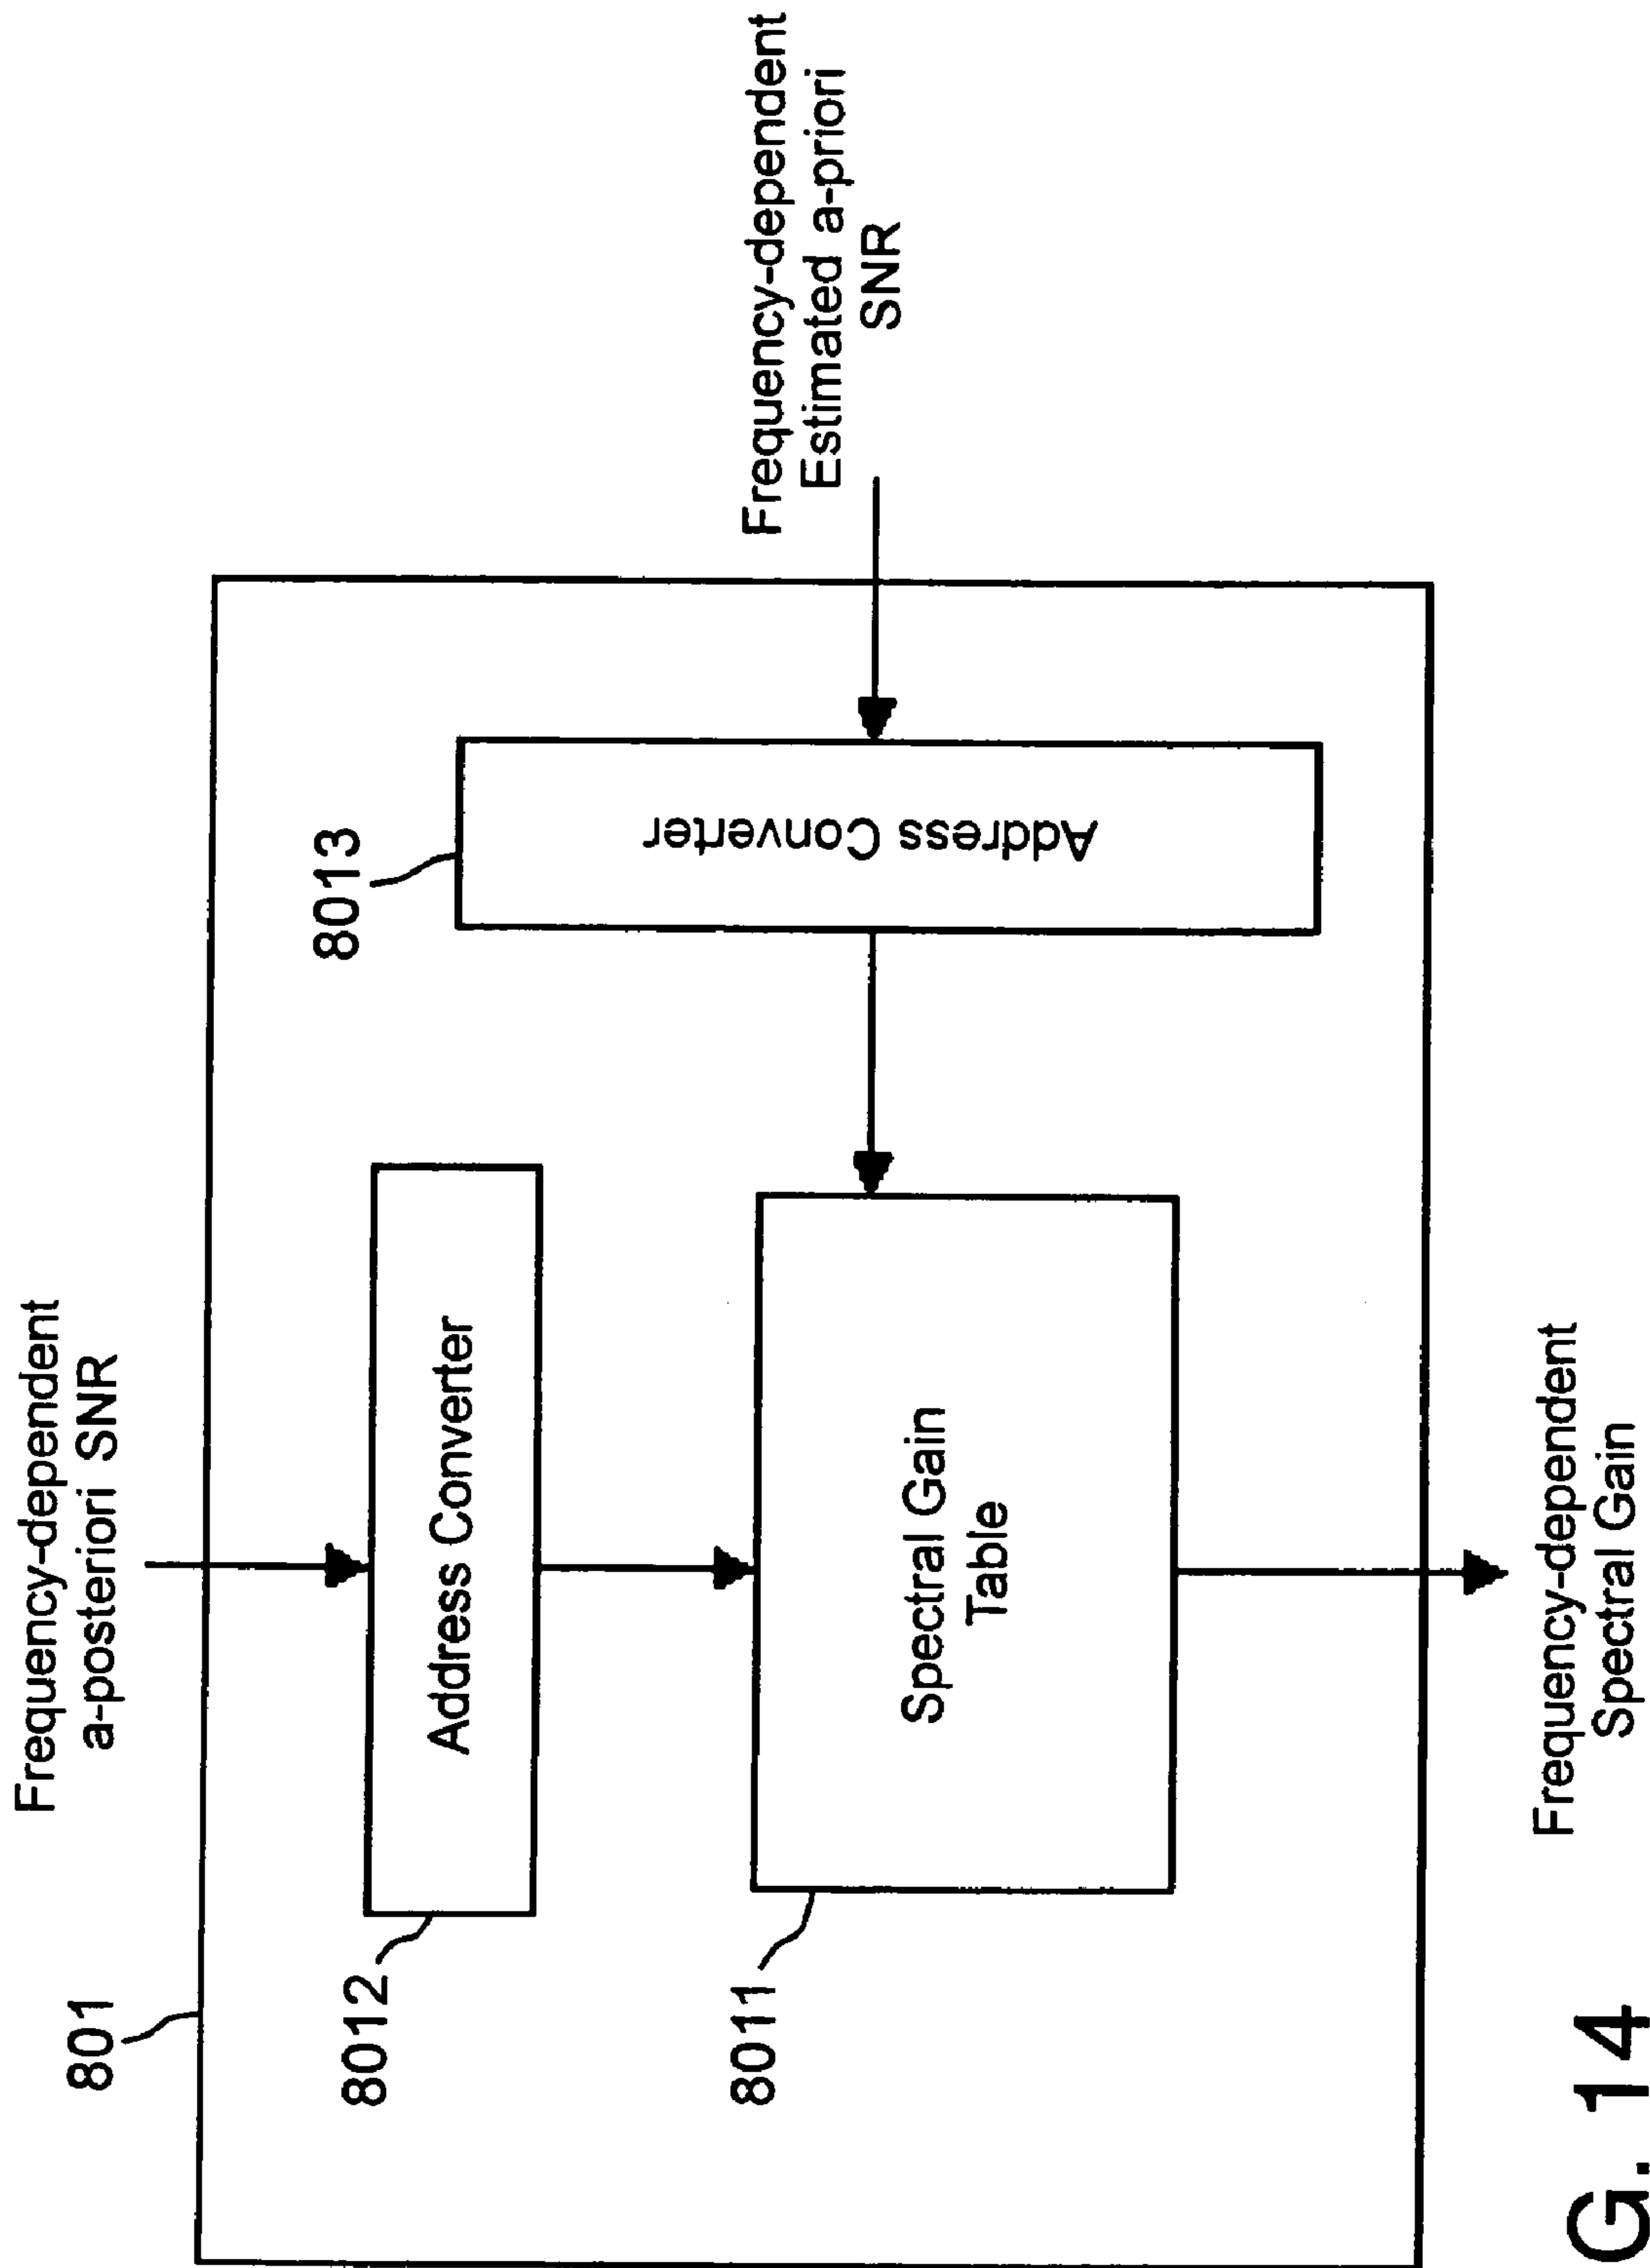 Frequency-dependent
a-posteriori SNR
801
8012
Address Converter
8013
Address Converter
Frequency-dependent
Estimated a-priori
SNR
8011
Spectral Gain
Table
Frequency-dependent
Spectral Gain
G. 14